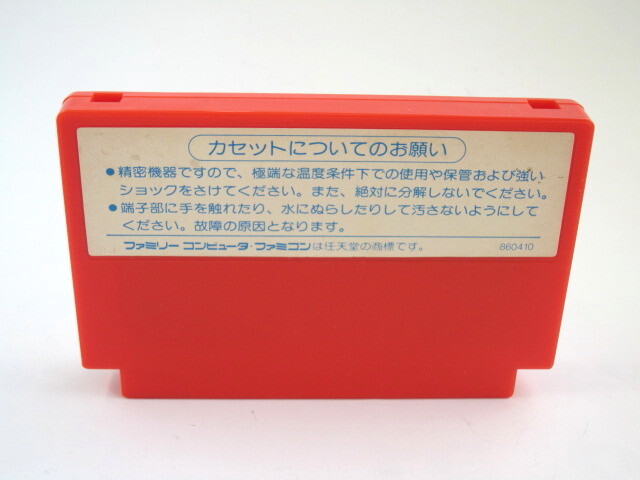 カセットについてのお願い
●精密機器ですので、極端な温度条件下での使用や保管および強い
ショックをさけてください。また、絶対に分解しないでください。
●端子部に手を触れたり、水にぬらしたりして汚さないようにして
ください。故障の原因となります。
ファミリー コンピュータ・ファミコンは任天堂の商標です。 860410